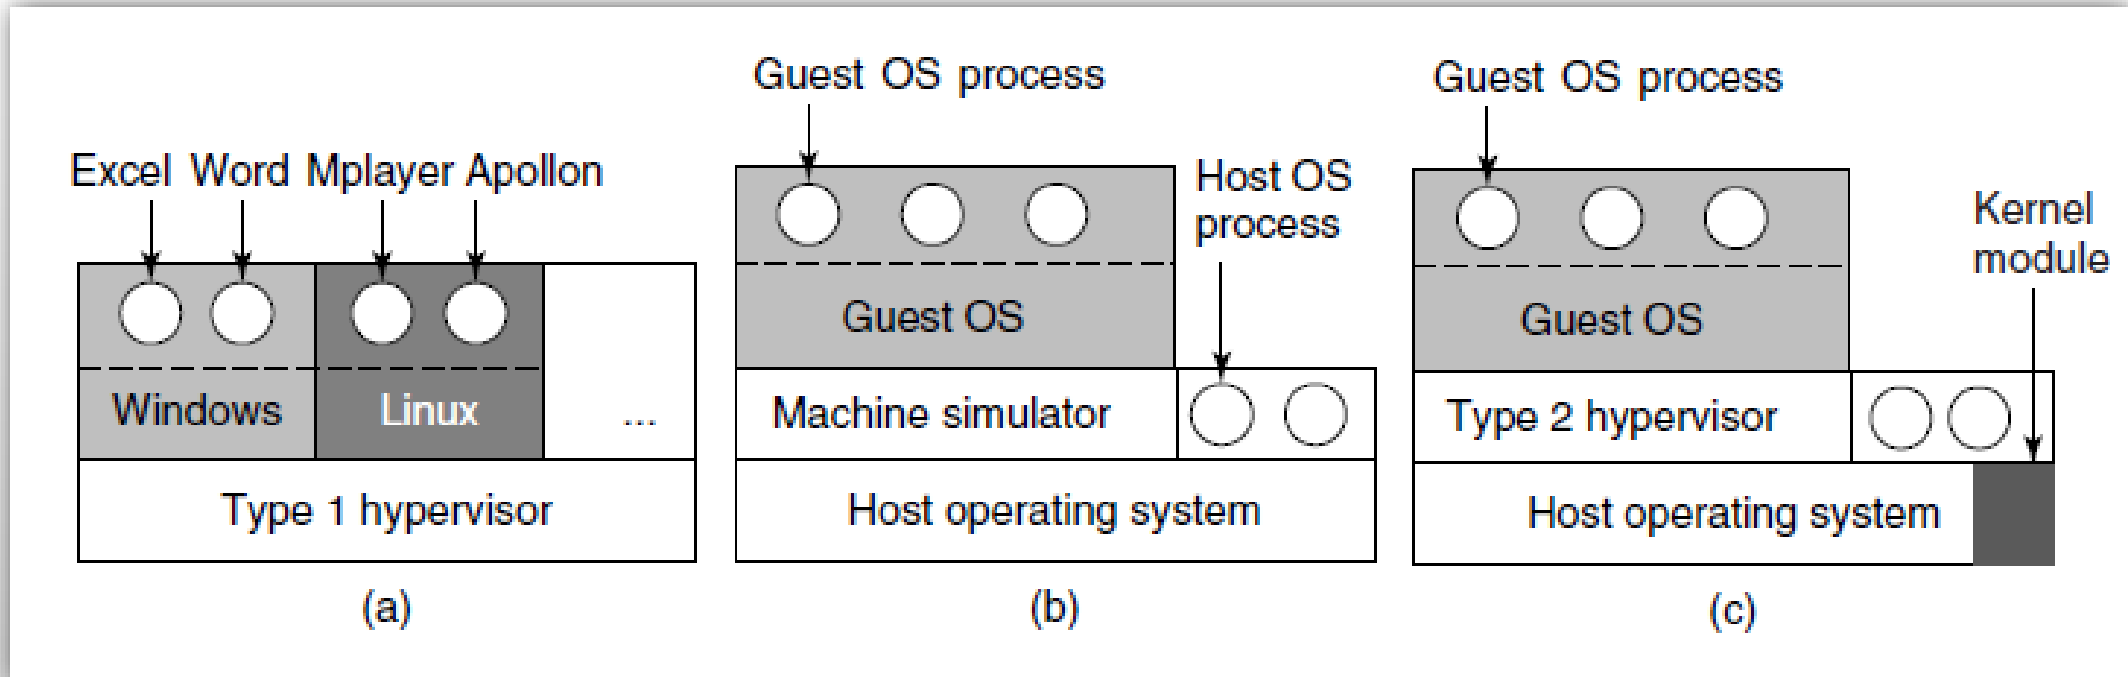 Excel Word Mplayer Apollon
Windows
Linux
...
Type 1 hypervisor
(a)
Guest OS process
Host OS
process
Guest OS
Machine simulator
Host operating system
(b)
Guest OS process
Kernel
module
Guest OS
Type 2 hypervisor
Host operating system
(c)